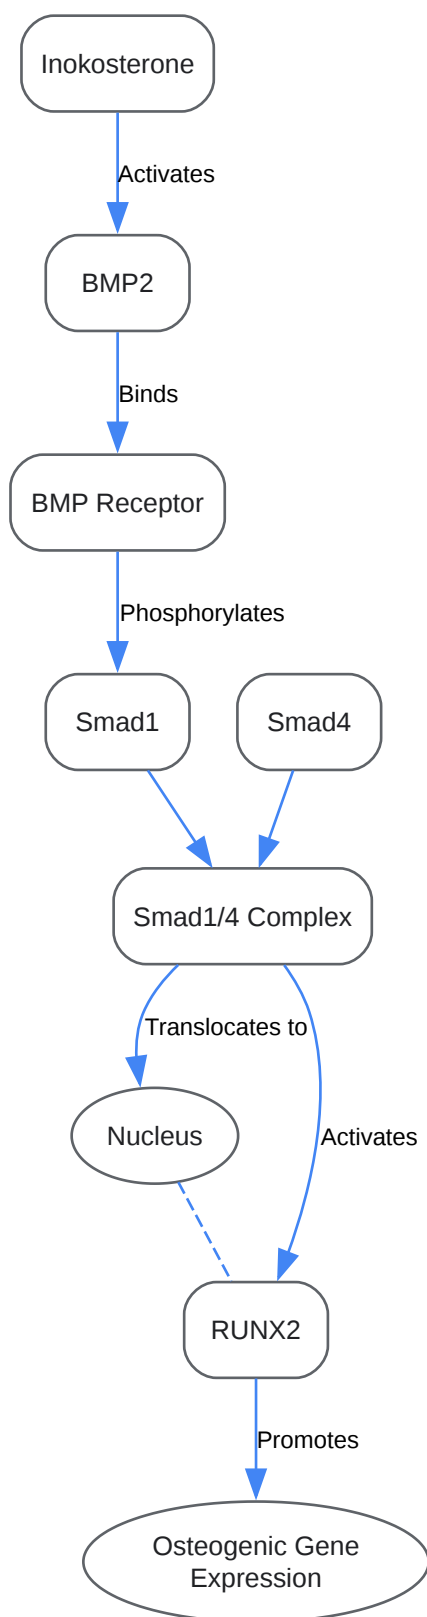 Inokosterone
Activates
BMP2
Binds
BMP Receptor
Phosphorylates
Smad1
Smad4
Smad1/4 Complex
Translocates to
Nucleus
Activates
RUNX2
Promotes
Osteogenic Gene
Expression